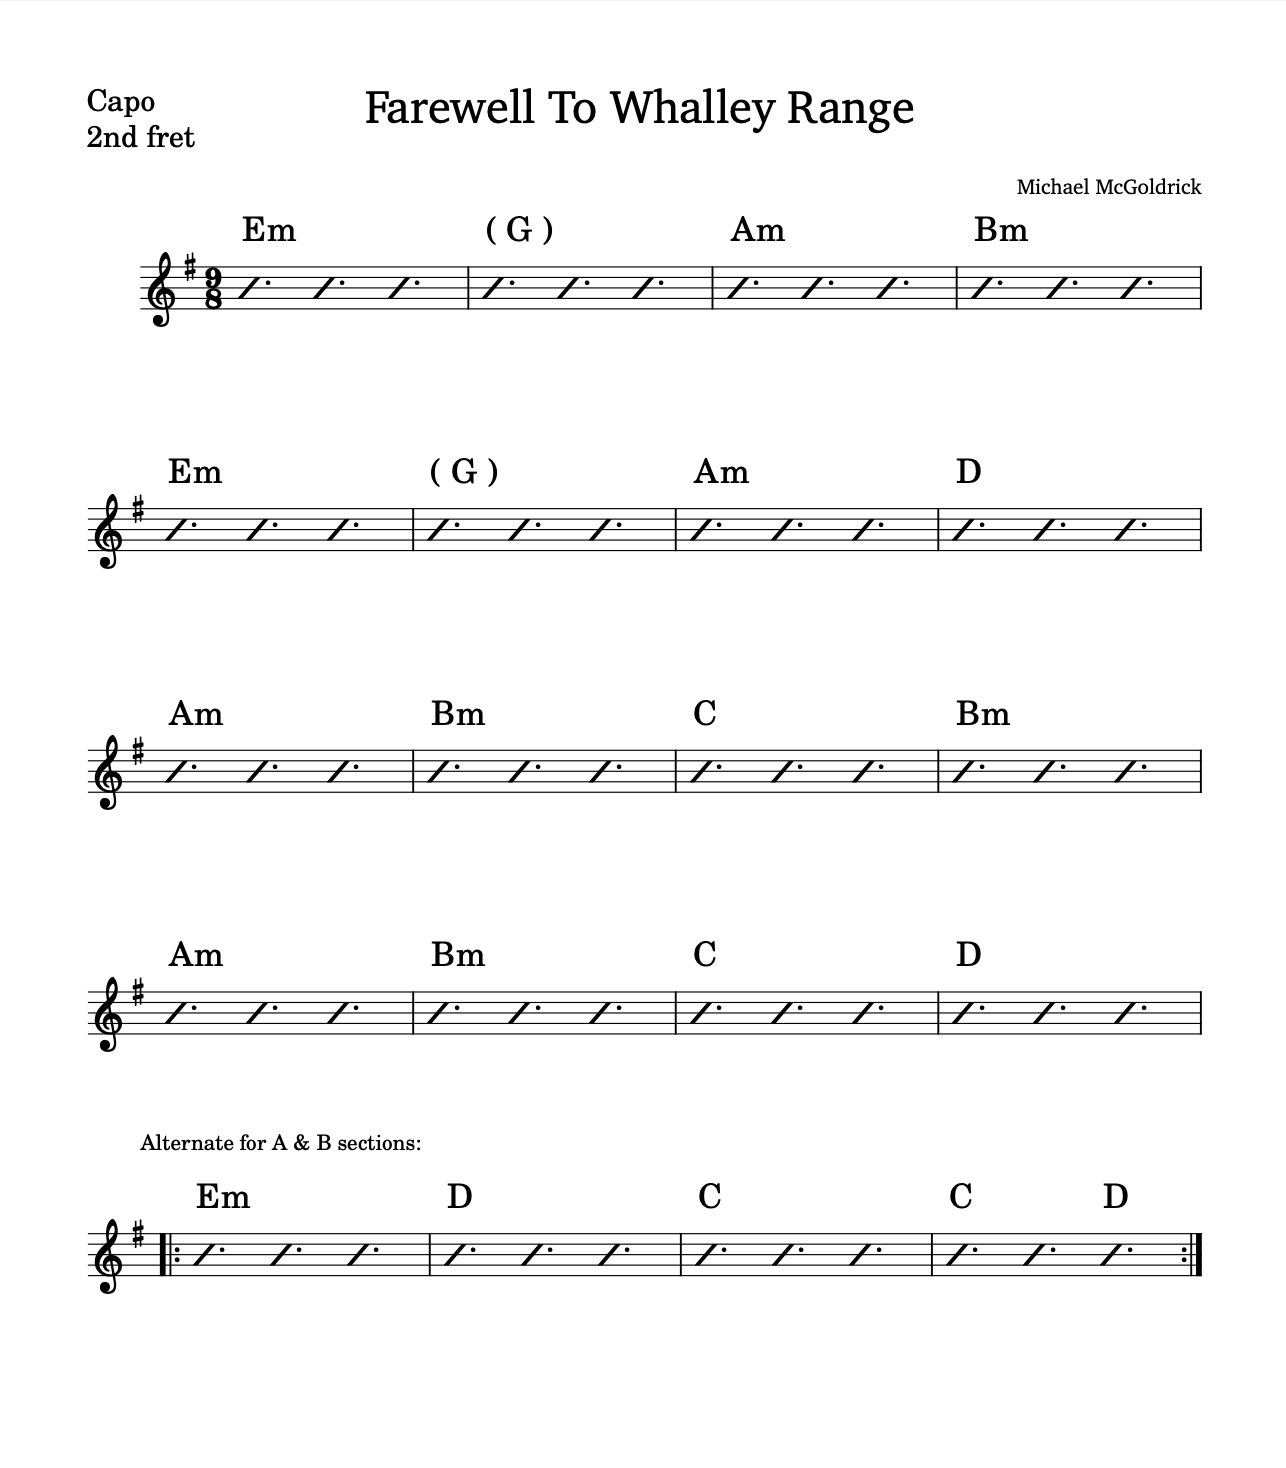 Capo
2nd fret
Farewell To Whalley Range
Michael McGoldrick
Em ( G ) Am Bm
9
8
Em ( G ) Am D
Am Bm C Bm
Am Bm C D
Alternate for A & B sections:
Em D C C D